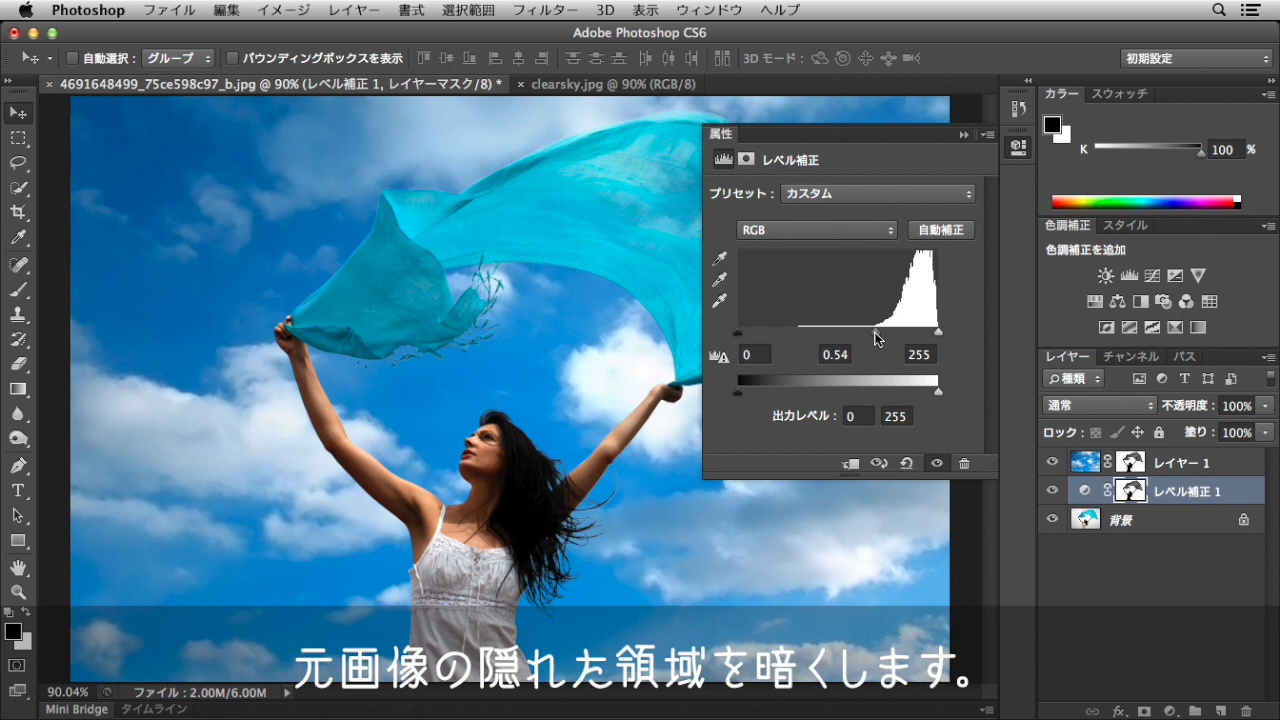 Photoshop ファイル 編集 イメージ レイヤー 書式 選択範囲 フィルター 3D 表示 ウィンドウ ヘルプ
Adobe Photoshop CS6
自動選択： グループ バウンディングボックスを表示 3D モード： 初期設定
× 4691648499_75ce598c97_b.jpg @ 90% (レベル補正 1, レイヤーマスク/8) * × clearsky.jpg @ 90% (RGB/8)
カラー スウォッチ
K 100 %
属性
レベル補正
プリセット： カスタム
RGB 自動補正
0 0.54 255
出力レベル： 0 255
色調補正 スタイル
色調補正を追加
レイヤー チャンネル パス
種類
通常 不透明度： 100%
ロック： 塗り： 100%
レイヤー 1
レベル補正 1
背景
元画像の隠れた領域を暗くします。
90.04% ファイル：2.00M/6.00M
Mini Bridge タイムライン